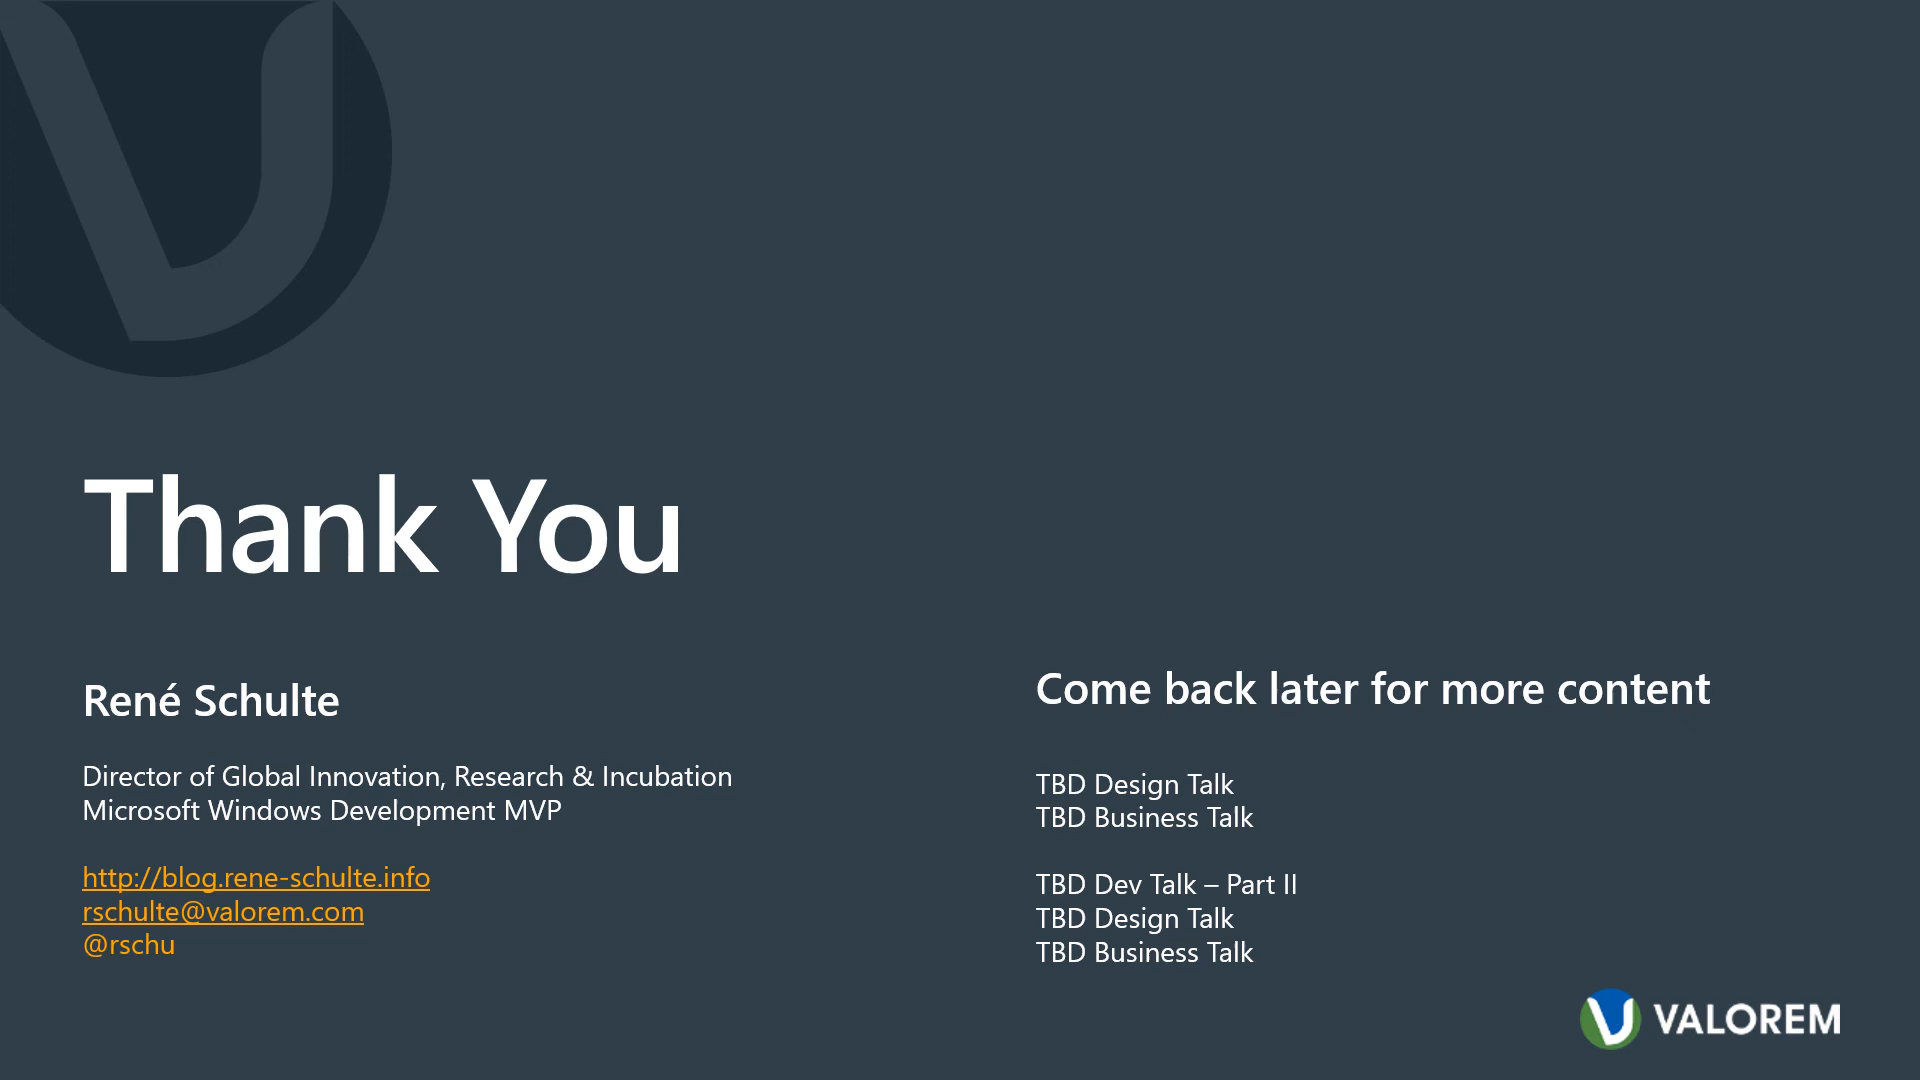 Thank You
René Schulte
Director of Global Innovation, Research & Incubation
Microsoft Windows Development MVP
http://blog.rene-schulte.info
rschulte@valorem.com
@rschu
Come back later for more content
TBD Design Talk
TBD Business Talk
TBD Dev Talk – Part II
TBD Design Talk
TBD Business Talk
VALOREM